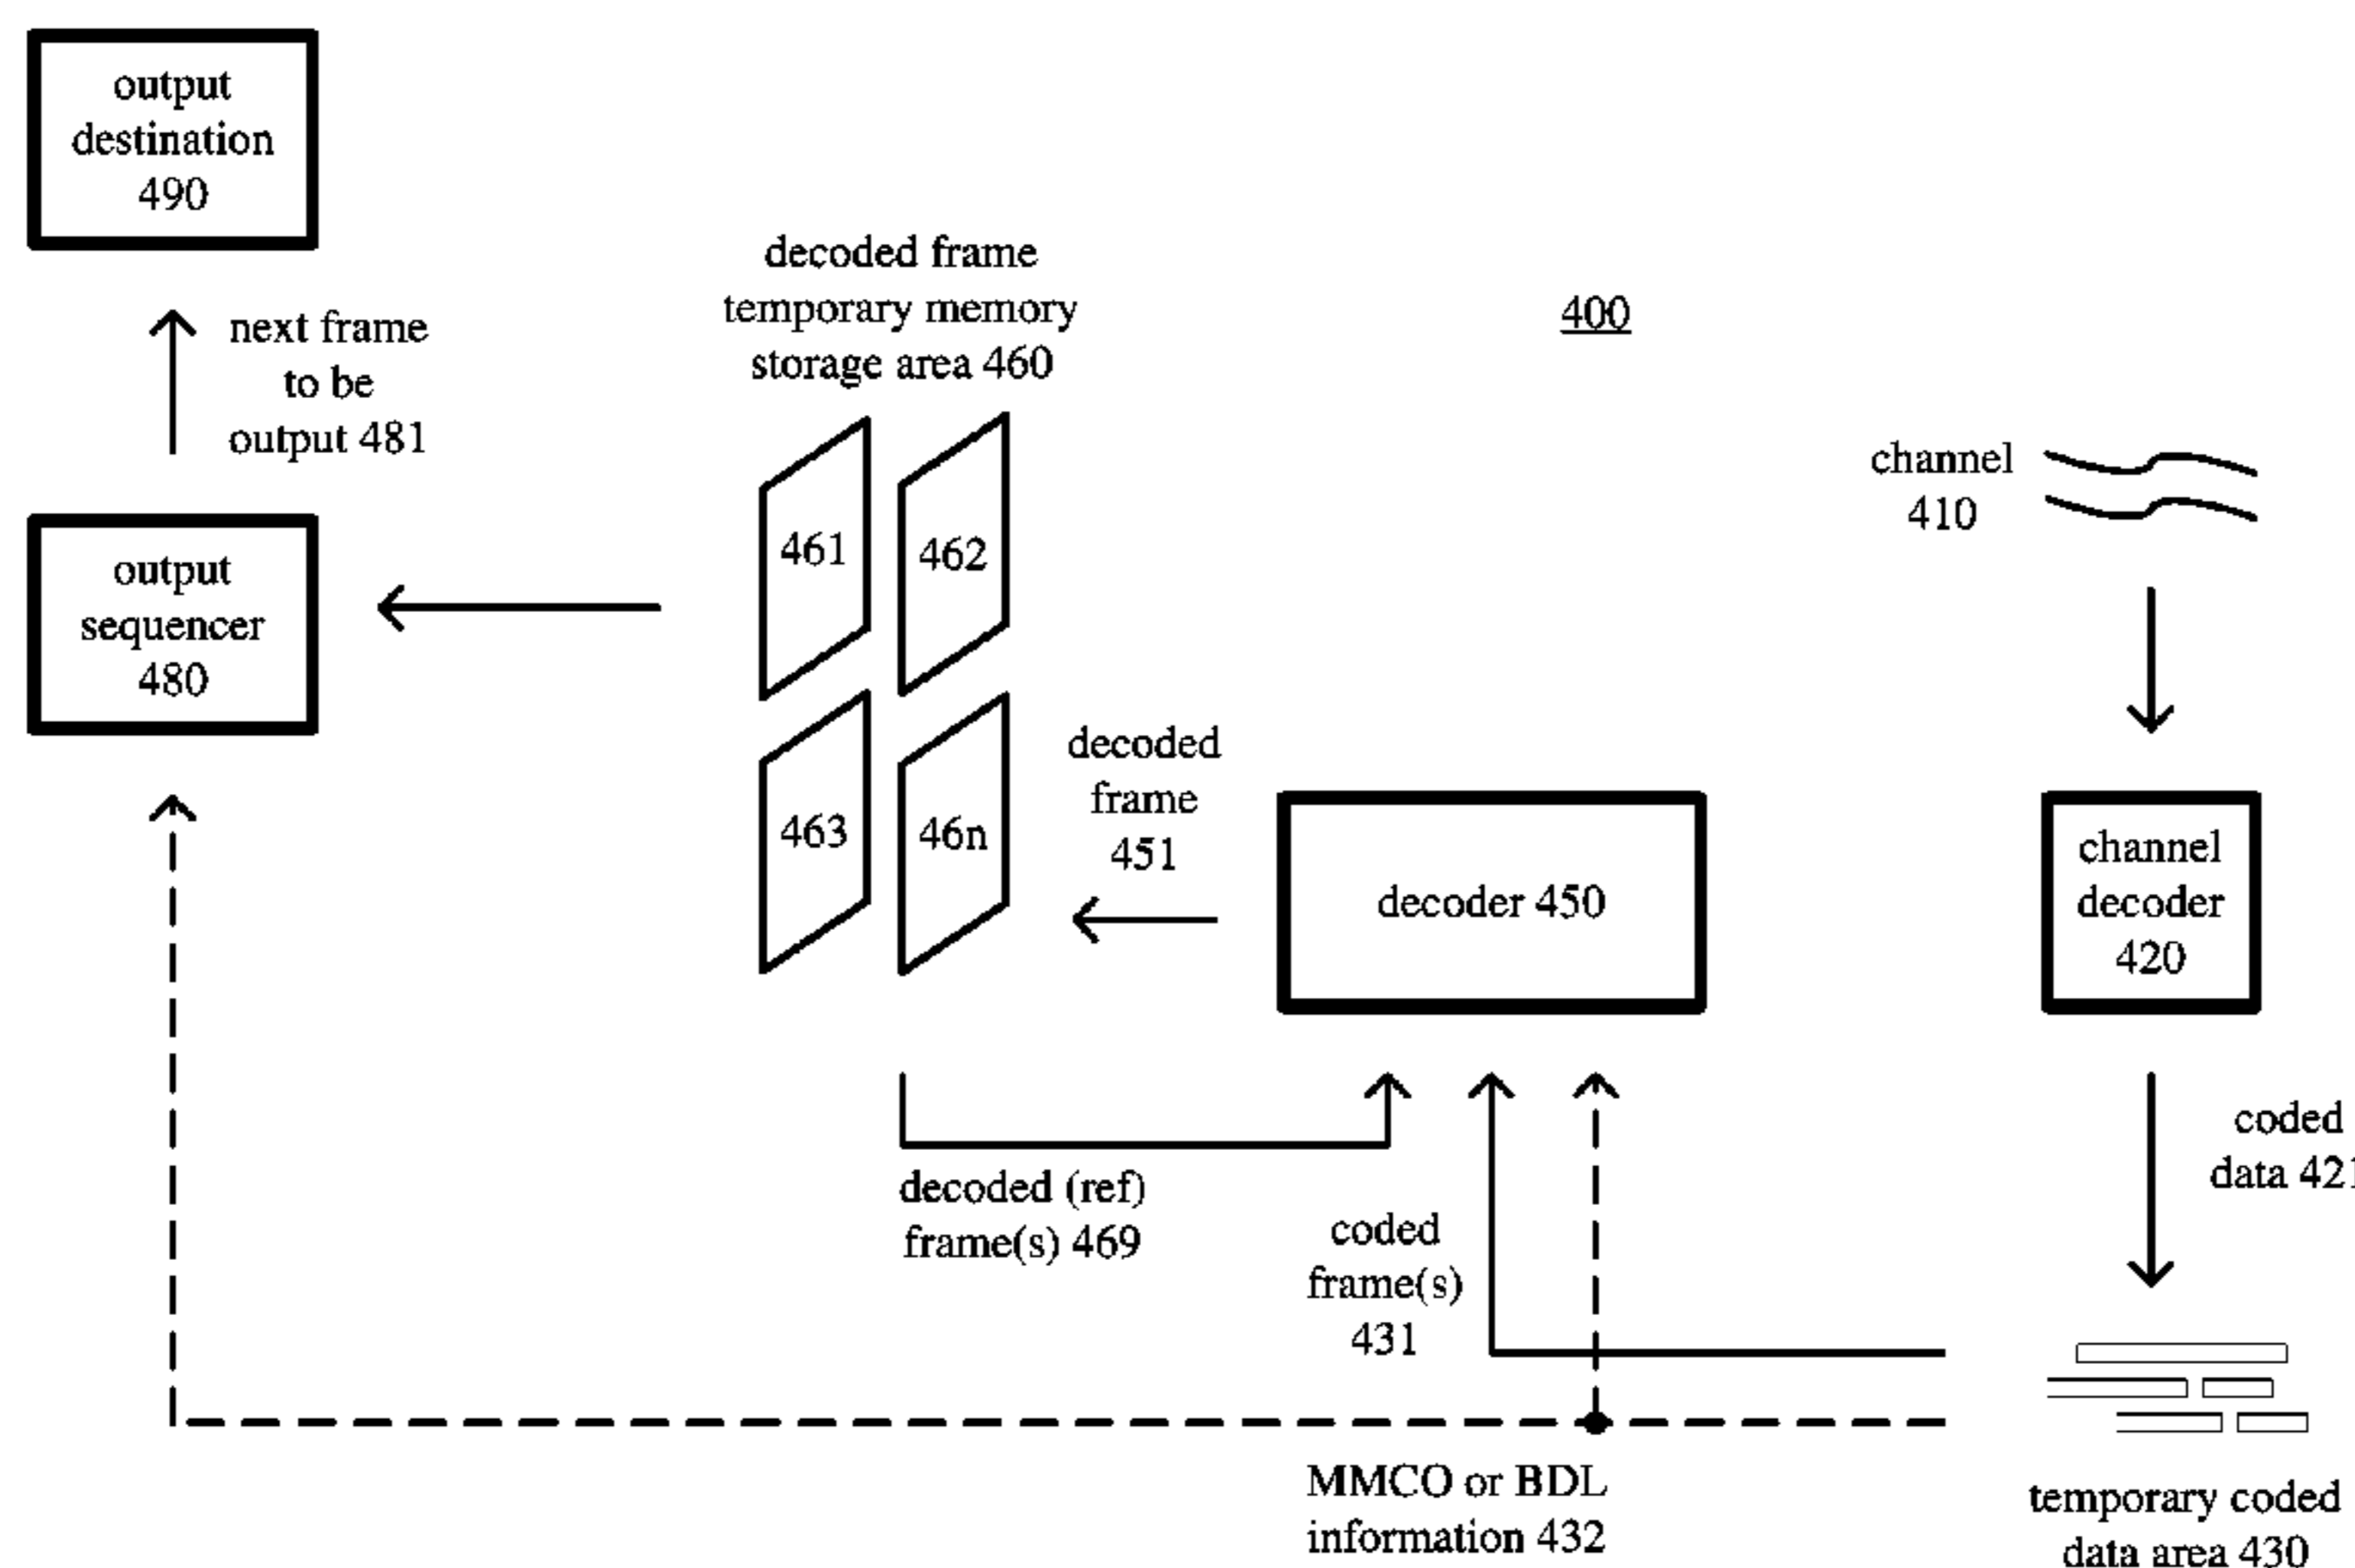 output
destination
490
next frame
to be
output 481
output
sequencer
480
decoded frame
temporary memory
storage area 460
461
462
463
46n
400
channel
410
decoded
frame
451
decoder 450
channel
decoder
420
coded
data 421
decoded (ref)
frame(s) 469
coded
frame(s)
431
MMCO or BDL
information 432
temporary coded
data area 430